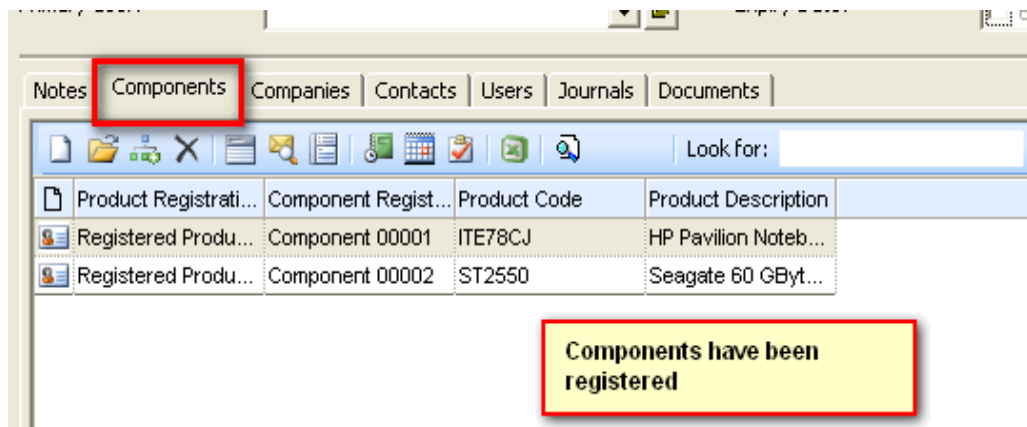 Notes Components Companies Contacts Users Journals Documents
Look for:
Product Registrati... Component Regist... Product Code Product Description
Registered Produ... Component 00001 ITE78CJ HP Pavilion Noteb...
Registered Produ... Component 00002 ST2550 Seagate 60 GByt...
Components have been
registered